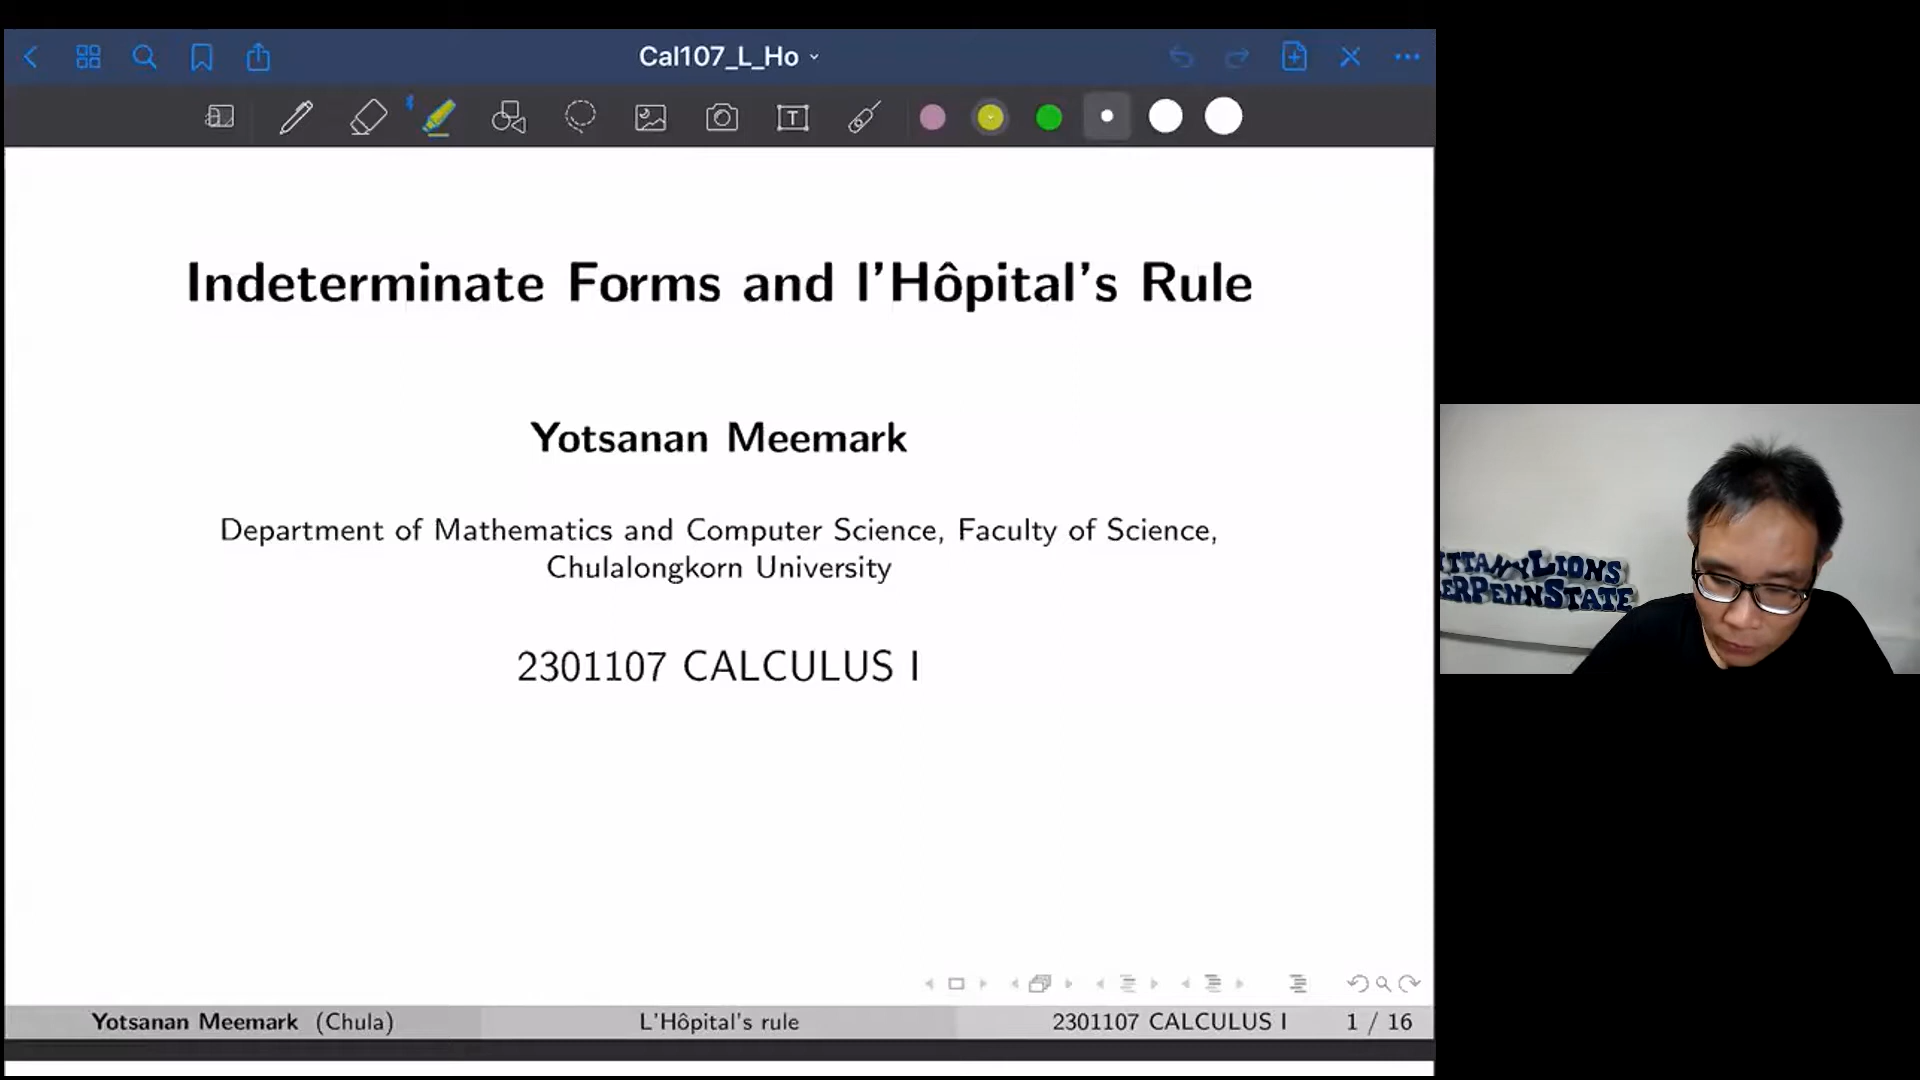 Cal107_L_Ho
T
Indeterminate Forms and l'Hôpital's Rule
Yotsanan Meemark
Department of Mathematics and Computer Science, Faculty of Science,
Chulalongkorn University
2301107 CALCULUS I
Yotsanan Meemark (Chula) L'Hôpital's rule 2301107 CALCULUS I 1 / 16
LIONS
PENNSTATE